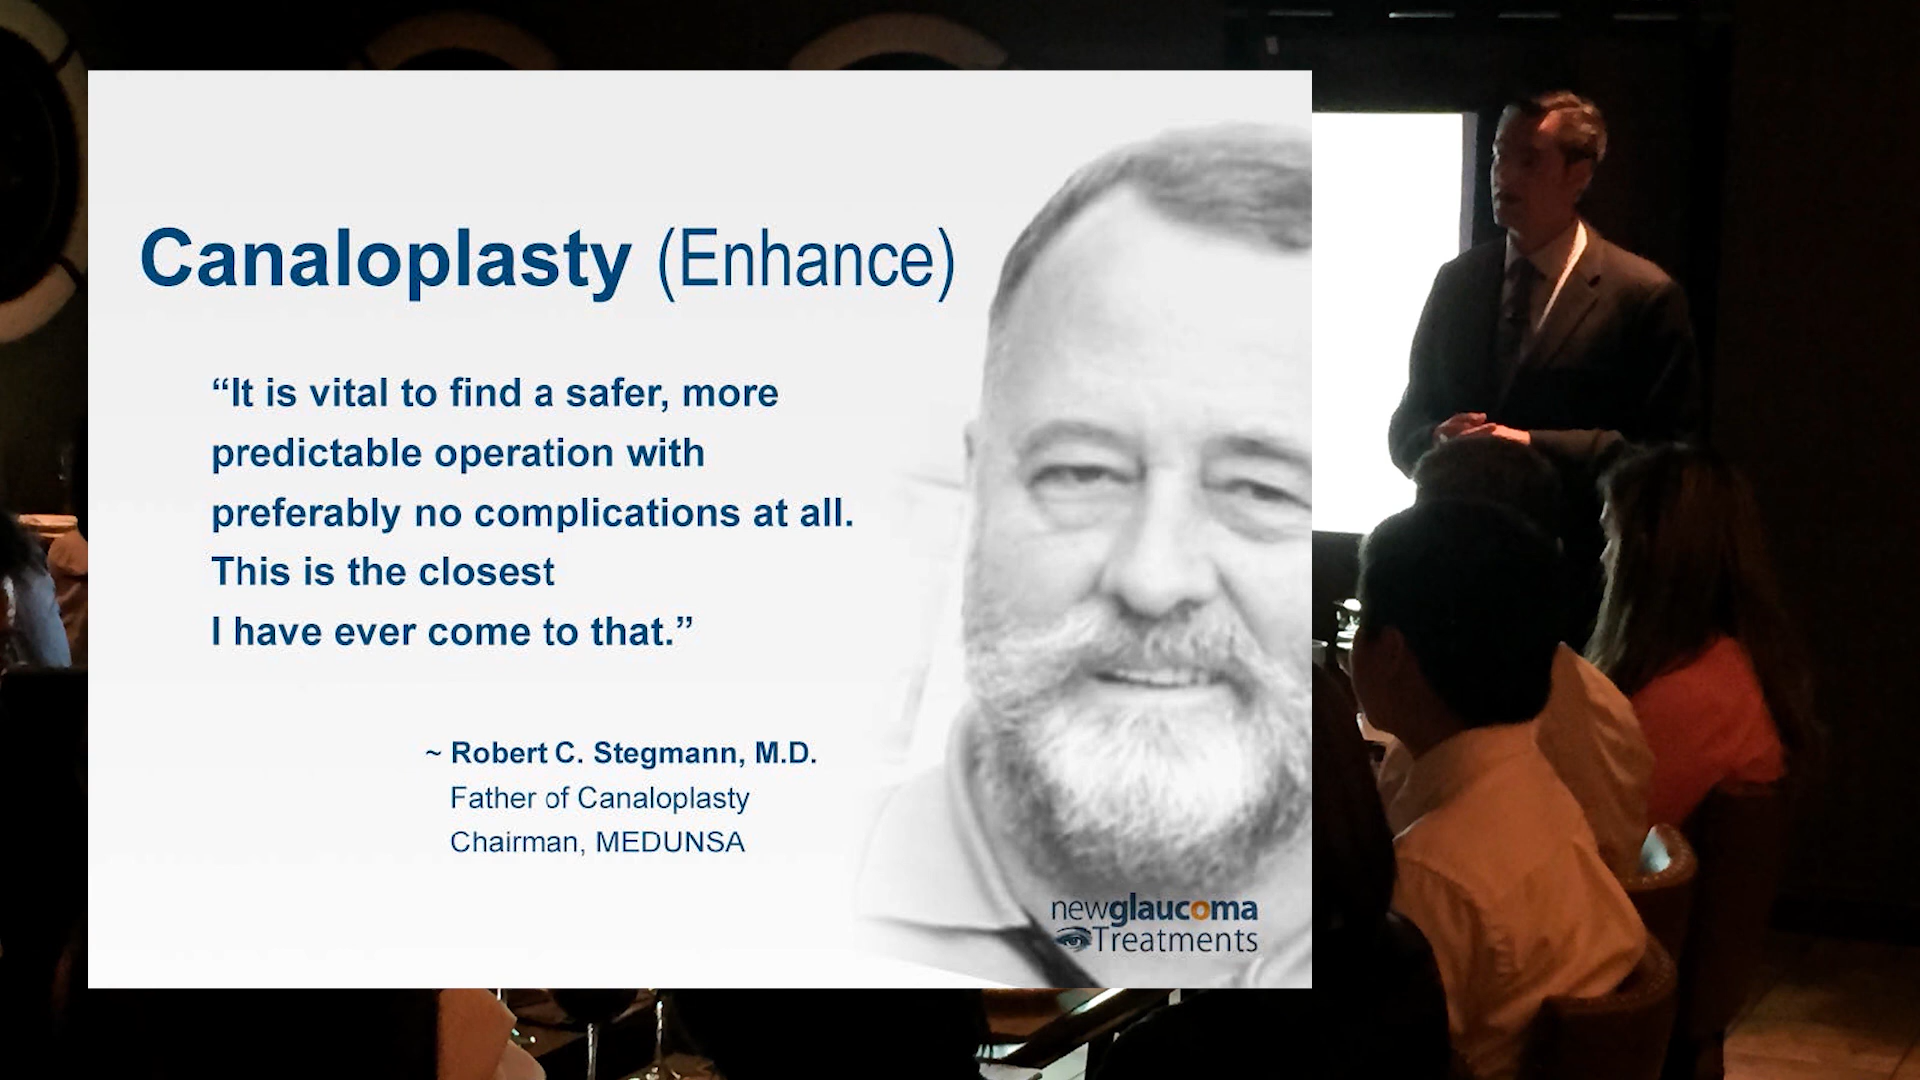 Canaloplasty (Enhance)
“It is vital to find a safer, more
predictable operation with
preferably no complications at all.
This is the closest
I have ever come to that.”
~ Robert C. Stegmann, M.D.
Father of Canaloplasty
Chairman, MEDUNSA
newglaucoma
Treatments